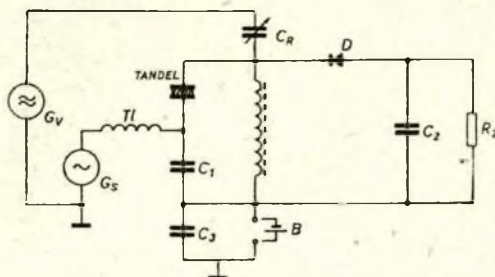 C_R
D
TANDEL
G_V
Tl
G_S
C_1
C_2
R_2
C_3
B